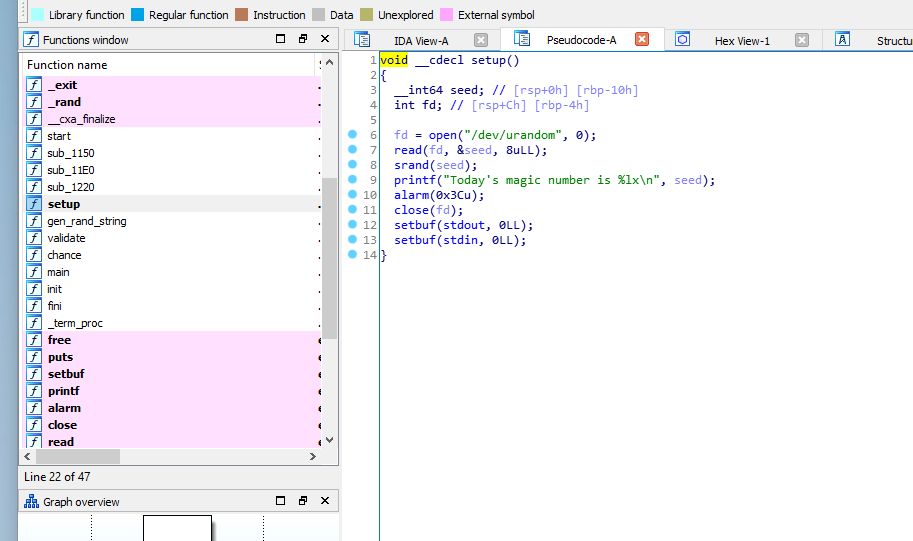 Library function Regular function Instruction Data Unexplored External symbol
Functions window
Function name
_exit
_rand
__cxa_finalize
start
sub_1150
sub_11E0
sub_1220
setup
gen_rand_string
validate
chance
main
init
fini
_term_proc
free
puts
setbuf
printf
alarm
close
read
Line 22 of 47
Graph overview
IDA View-A Pseudocode-A Hex View-1
1 void __cdecl setup()
2 {
3 __int64 seed; // [rsp+0h] [rbp-10h]
4 int fd; // [rsp+Ch] [rbp-4h]
5
6 fd = open("/dev/urandom", 0);
7 read(fd, &seed, 8uLL);
8 srand(seed);
9 printf("Today's magic number is %lx\n", seed);
10 alarm(0x3Cu);
11 close(fd);
12 setbuf(stdout, 0LL);
13 setbuf(stdin, 0LL);
14 }